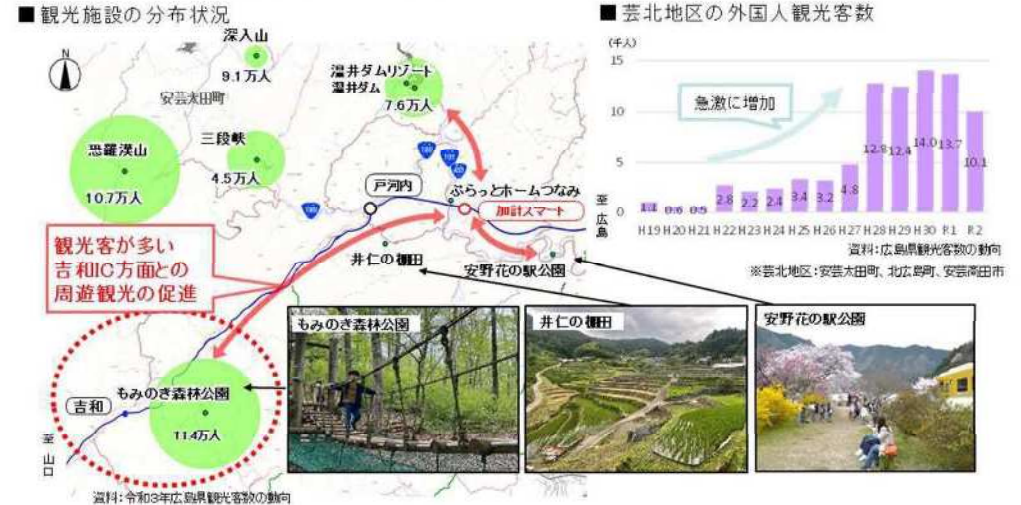 ■観光施設の分布状況
N
深入山
9.1万人
安芸太田町
温井ダムリゾート
温井ダム
7.6万人
恐羅漢山
10.7万人
三段峡
4.5万人
戸河内
ぷらっとホームつなみ
加計スマート
至広島
観光客が多い
吉和IC方面との
周遊観光の促進
井仁の棚田
安野花の駅公園
もみのき森林公園
11.4万人
吉和
至山口
もみのき森林公園
井仁の棚田
安野花の駅公園
資料:令和3年広島県観光客数の動向
■芸北地区の外国人観光客数
(千人)
15
10
5
0
急激に増加
1.1 0.6 0.5 2.8 2.2 2.4 3.4 3.2 4.8 12.8 12.4 14.0 13.7 10.1
H19 H20 H21 H22 H23 H24 H25 H26 H27 H28 H29 H30 R1 R2
資料:広島県観光客数の動向
※芸北地区:安芸太田町、北広島町、安芸高田市